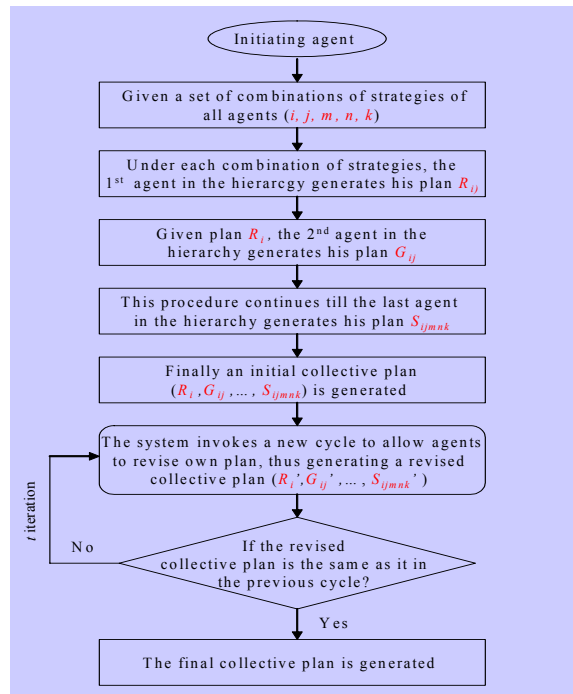 Initiating agent
Given a set of combinations of strategies of
all agents (i, j, m, n, k)
Under each combination of strategies, the
1st agent in the hierarcgy generates his plan Rij
Given plan Ri, the 2nd agent in the
hierarchy generates his plan Gij
This procedure continues till the last agent
in the hierarchy generates his plan Sijmnk
Finally an initial collective plan
(Ri ,Gij ,..., Sijmnk) is generated
The system invokes a new cycle to allow agents
to revise own plan, thus generating a revised
collective plan (Ri’,Gij’,..., Sijmnk’ )
t iteration
No
If the revised
collective plan is the same as it in
the previous cycle?
Yes
The final collective plan is generated